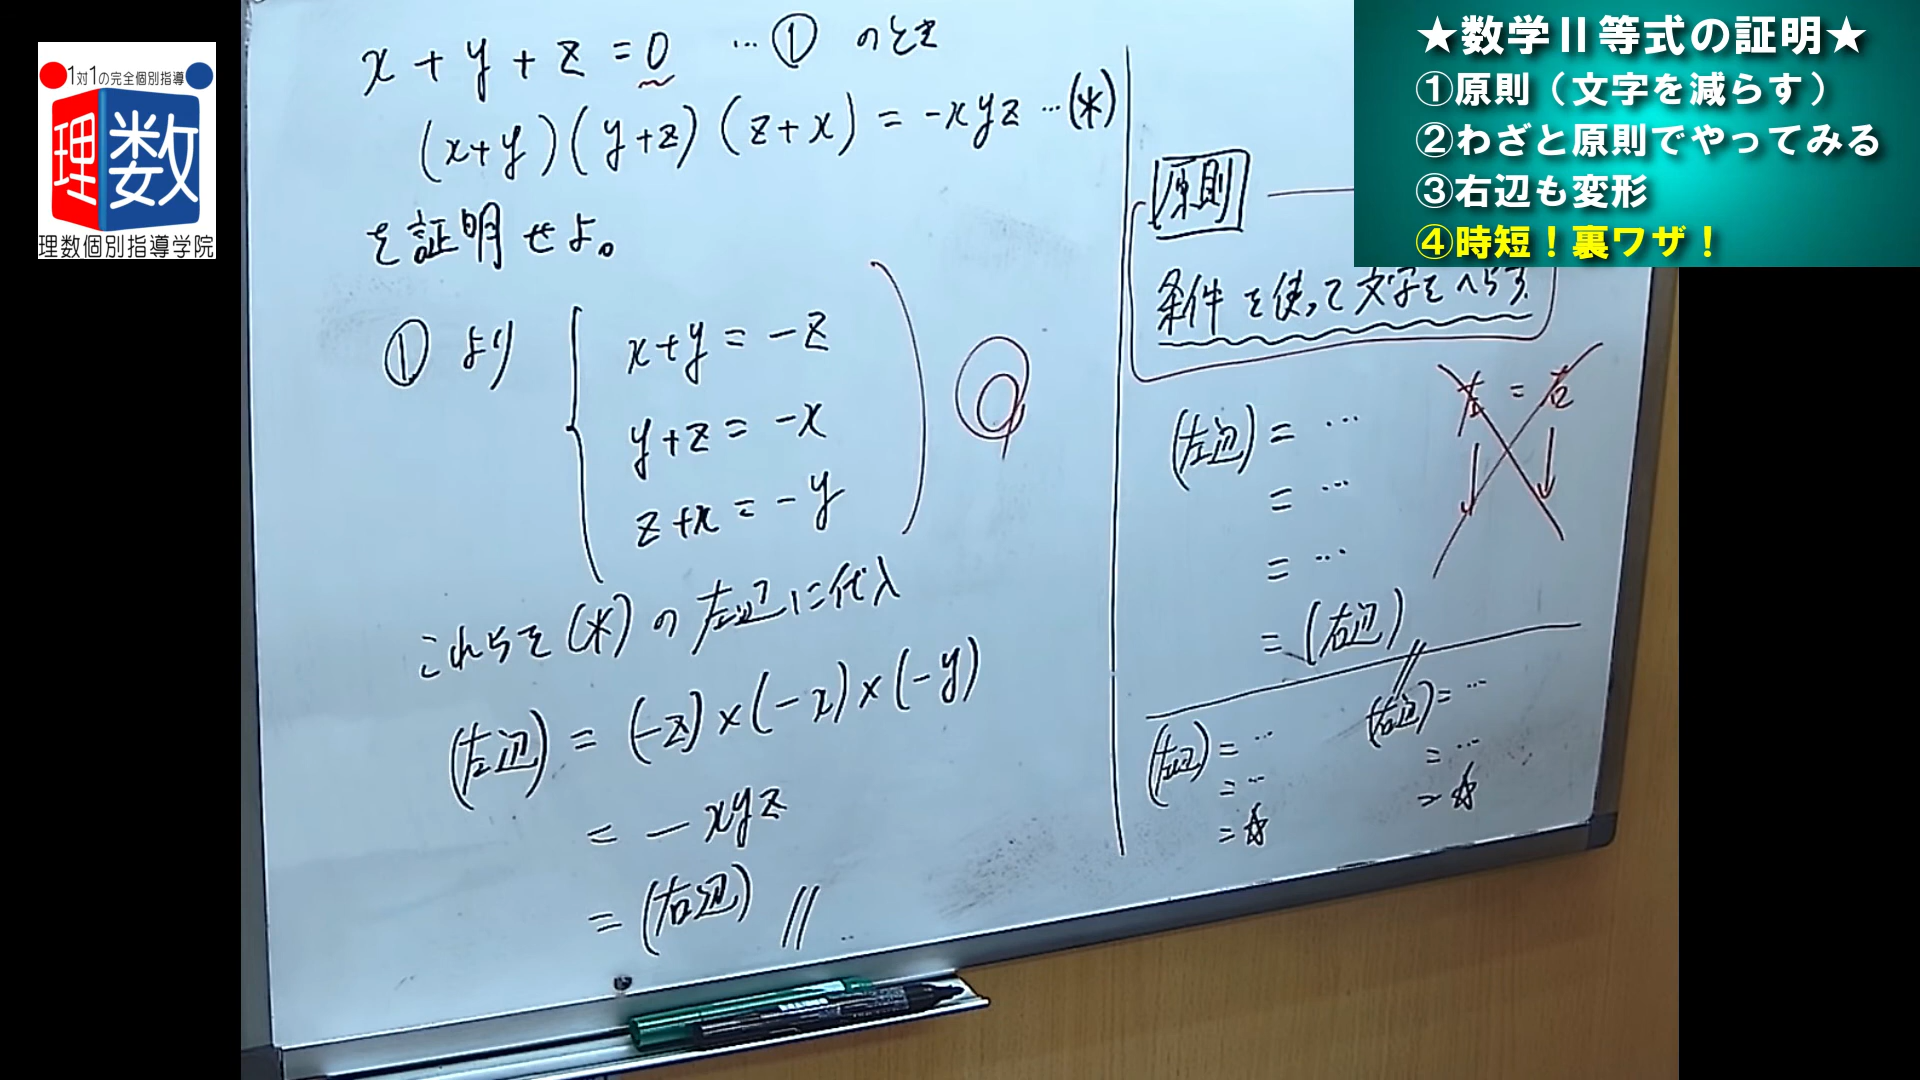 1対1の完全個別指導
理数
理数個別指導学院
x+y+z=0 …① のとき
(x+y)(y+z)(z+x)=-xyz …(*)
を証明せよ。
①より
x+y=-z
y+z=-x
z+x=-y
これらを(*)の左辺に代入
(左辺)=(-z)×(-x)×(-y)
=-xyz
=(右辺)
原則
条件を使って文字をへらす
左=右
(左辺)=…
=…
=…
=(右辺)
(左辺)=…
=…
=☆
(右辺)=…
=…
=☆
★数学Ⅱ等式の証明★
①原則（文字を減らす）
②わざと原則でやってみる
③右辺も変形
④時短！裏ワザ！